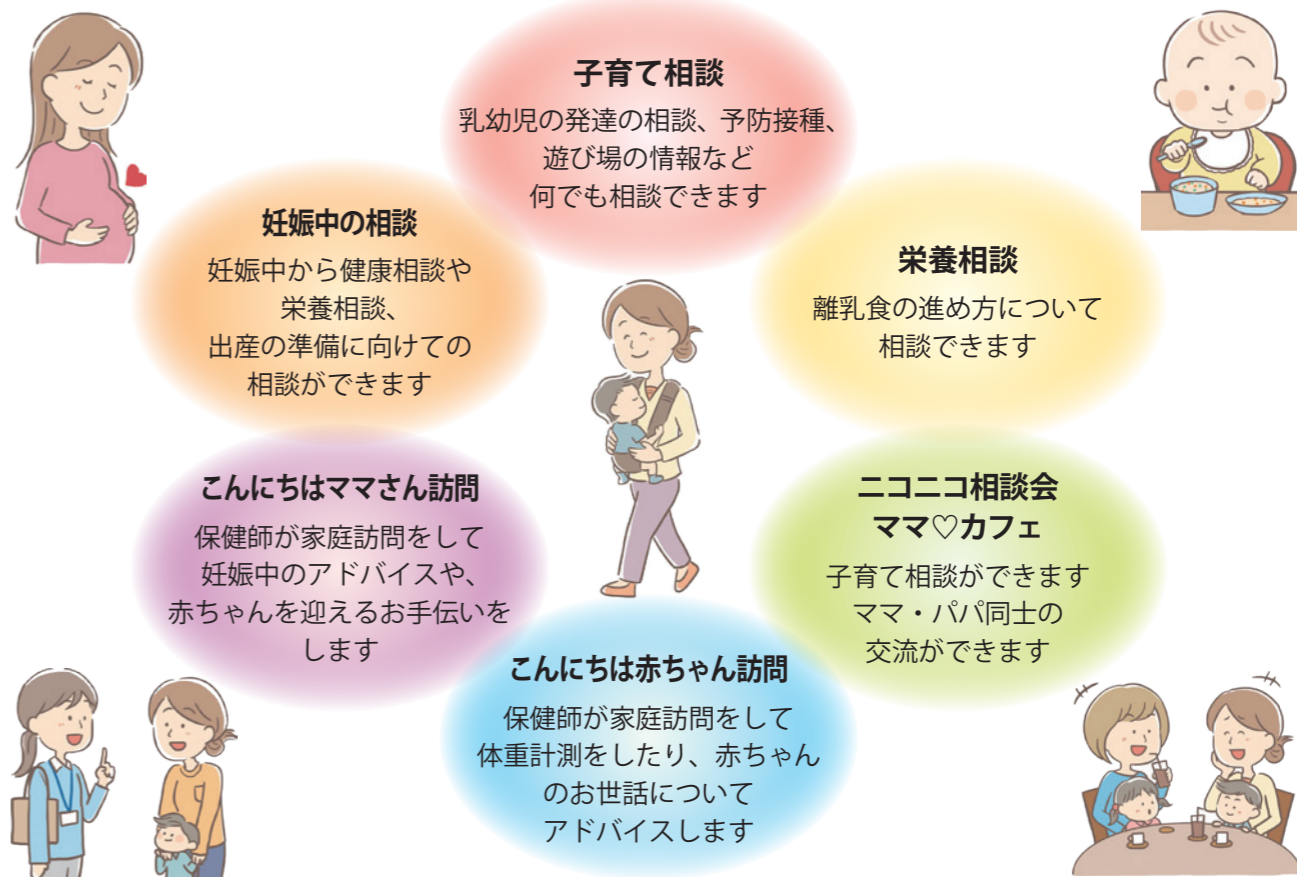 子育て相談
乳幼児の発達の相談、予防接種、
遊び場の情報など
何でも相談できます
妊娠中の相談
妊娠中から健康相談や
栄養相談、
出産の準備に向けての
相談ができます
栄養相談
離乳食の進め方について
相談できます
こんにちはママさん訪問
保健師が家庭訪問をして
妊娠中のアドバイスや、
赤ちゃんを迎えるお手伝いを
します
ニコニコ相談会
ママ♡カフェ
子育て相談ができます
ママ・パパ同士の
交流ができます
こんにちは赤ちゃん訪問
保健師が家庭訪問をして
体重計測をしたり、赤ちゃん
のお世話について
アドバイスします